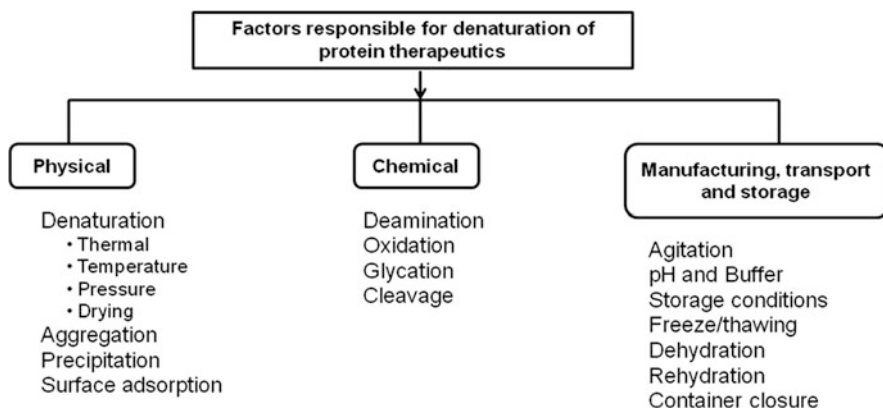 Factors responsible for denaturation of
protein therapeutics
Physical
Denaturation
• Thermal
• Temperature
• Pressure
• Drying
Aggregation
Precipitation
Surface adsorption
Chemical
Deamination
Oxidation
Glycation
Cleavage
Manufacturing, transport
and storage
Agitation
pH and Buffer
Storage conditions
Freeze/thawing
Dehydration
Rehydration
Container closure